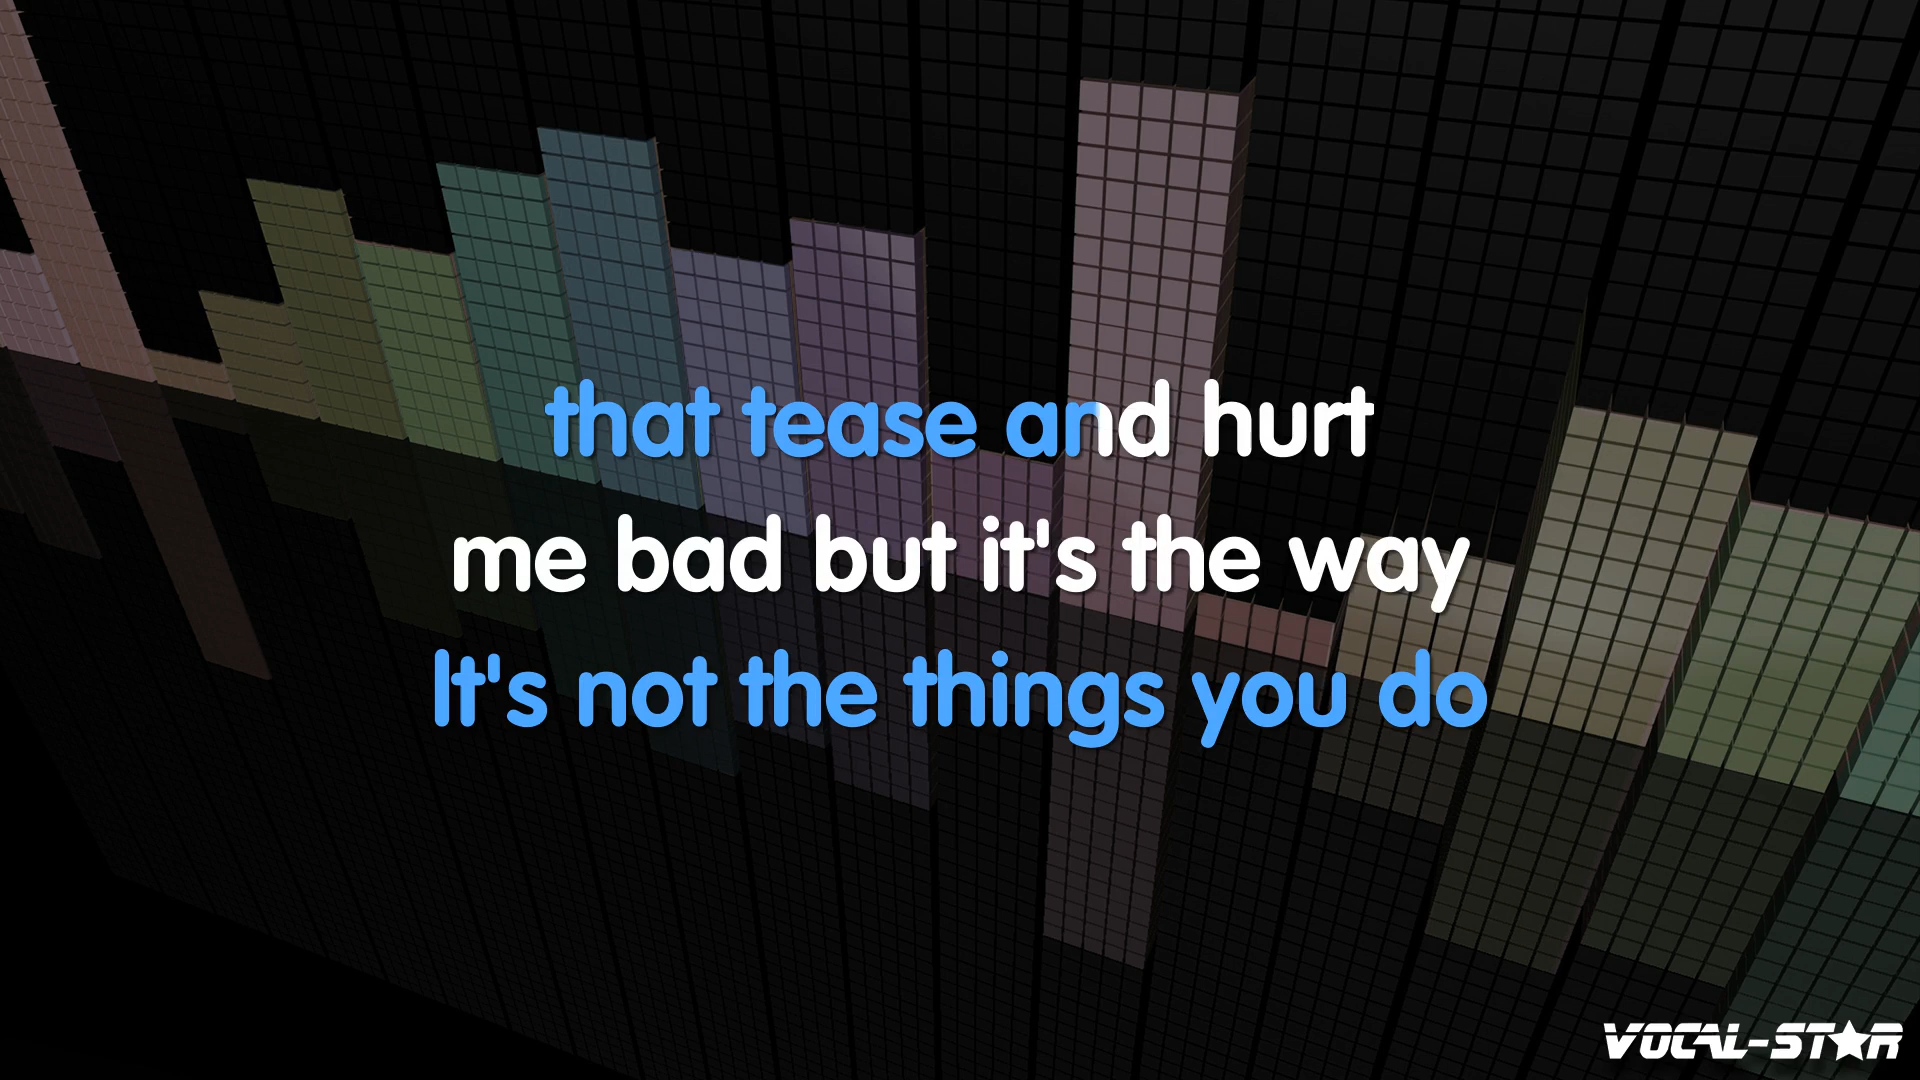 that tease and hurt
me bad but it's the way
It's not the things you do
VOCAL-STAR